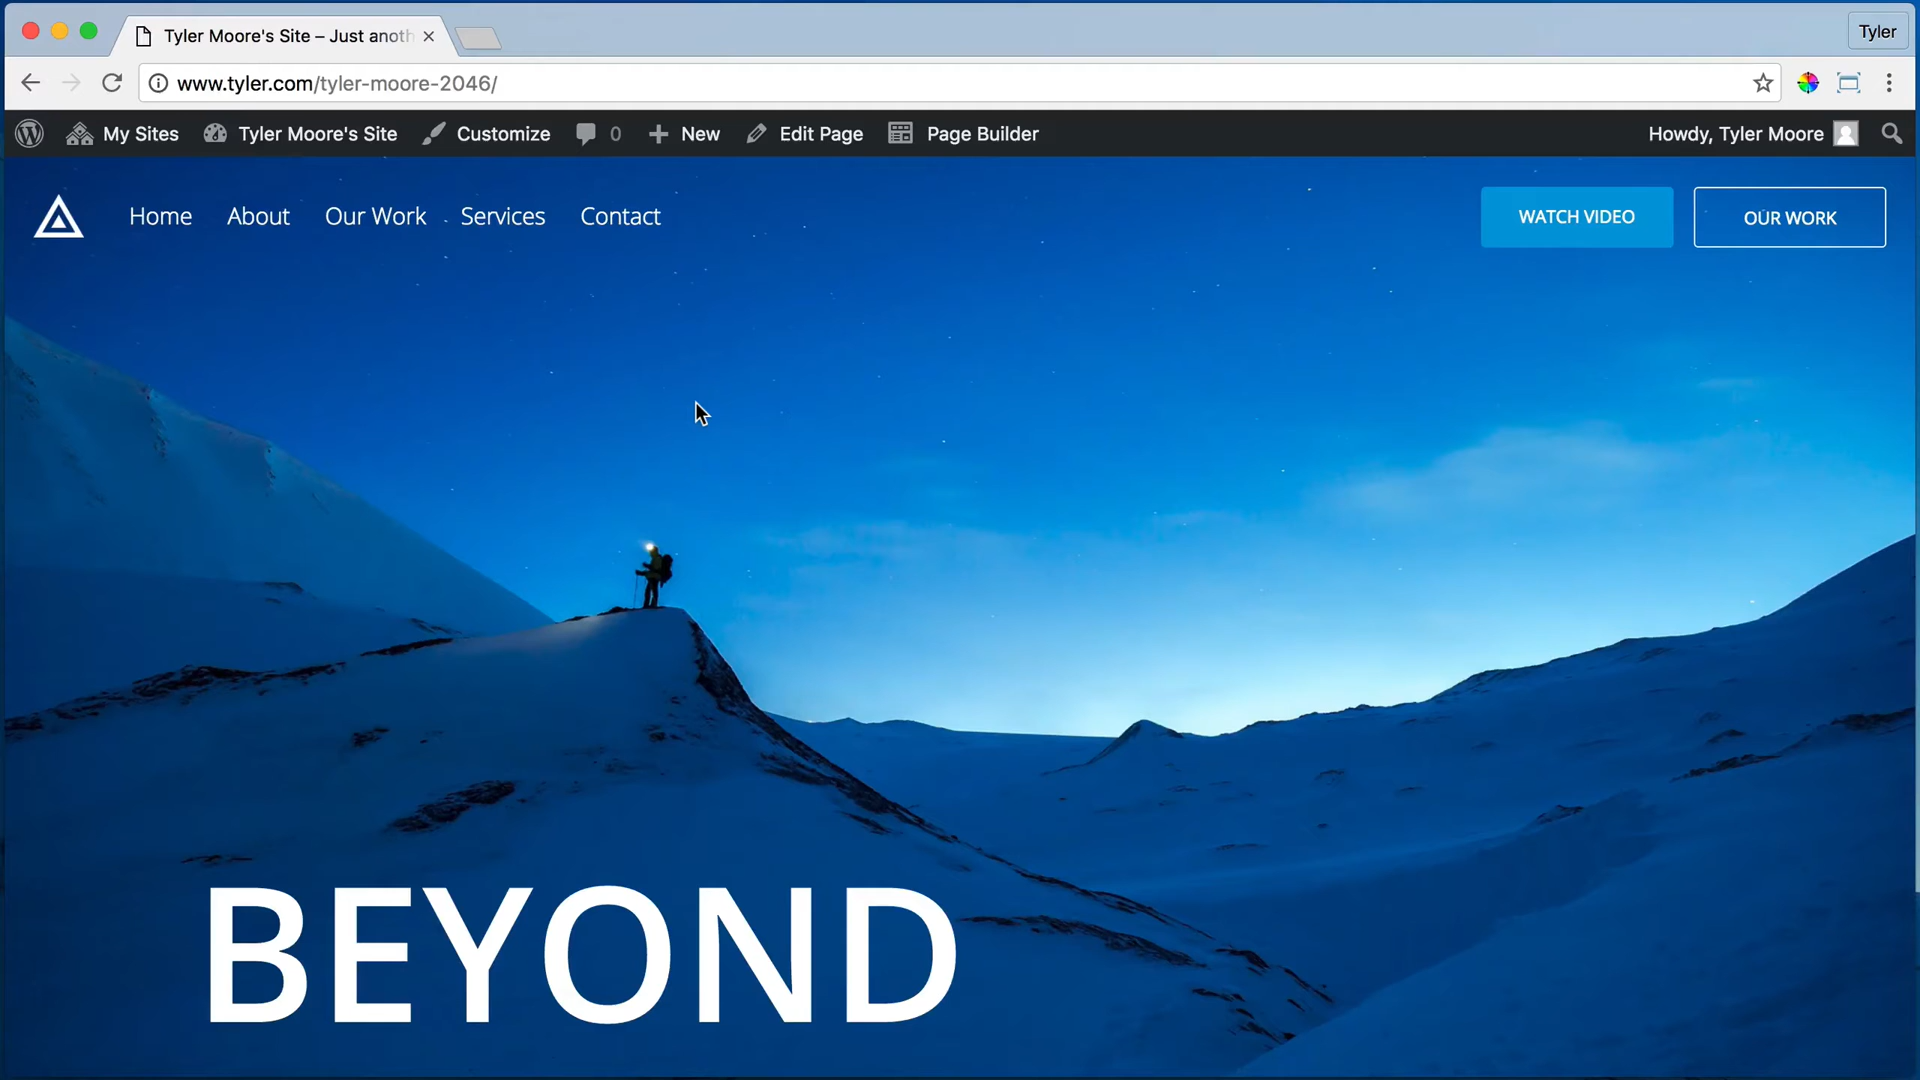 Tyler Moore's Site – Just anoth
Tyler
www.tyler.com/tyler-moore-2046/
My Sites Tyler Moore's Site Customize 0 New Edit Page Page Builder Howdy, Tyler Moore
Home About Our Work Services Contact WATCH VIDEO OUR WORK
BEYOND